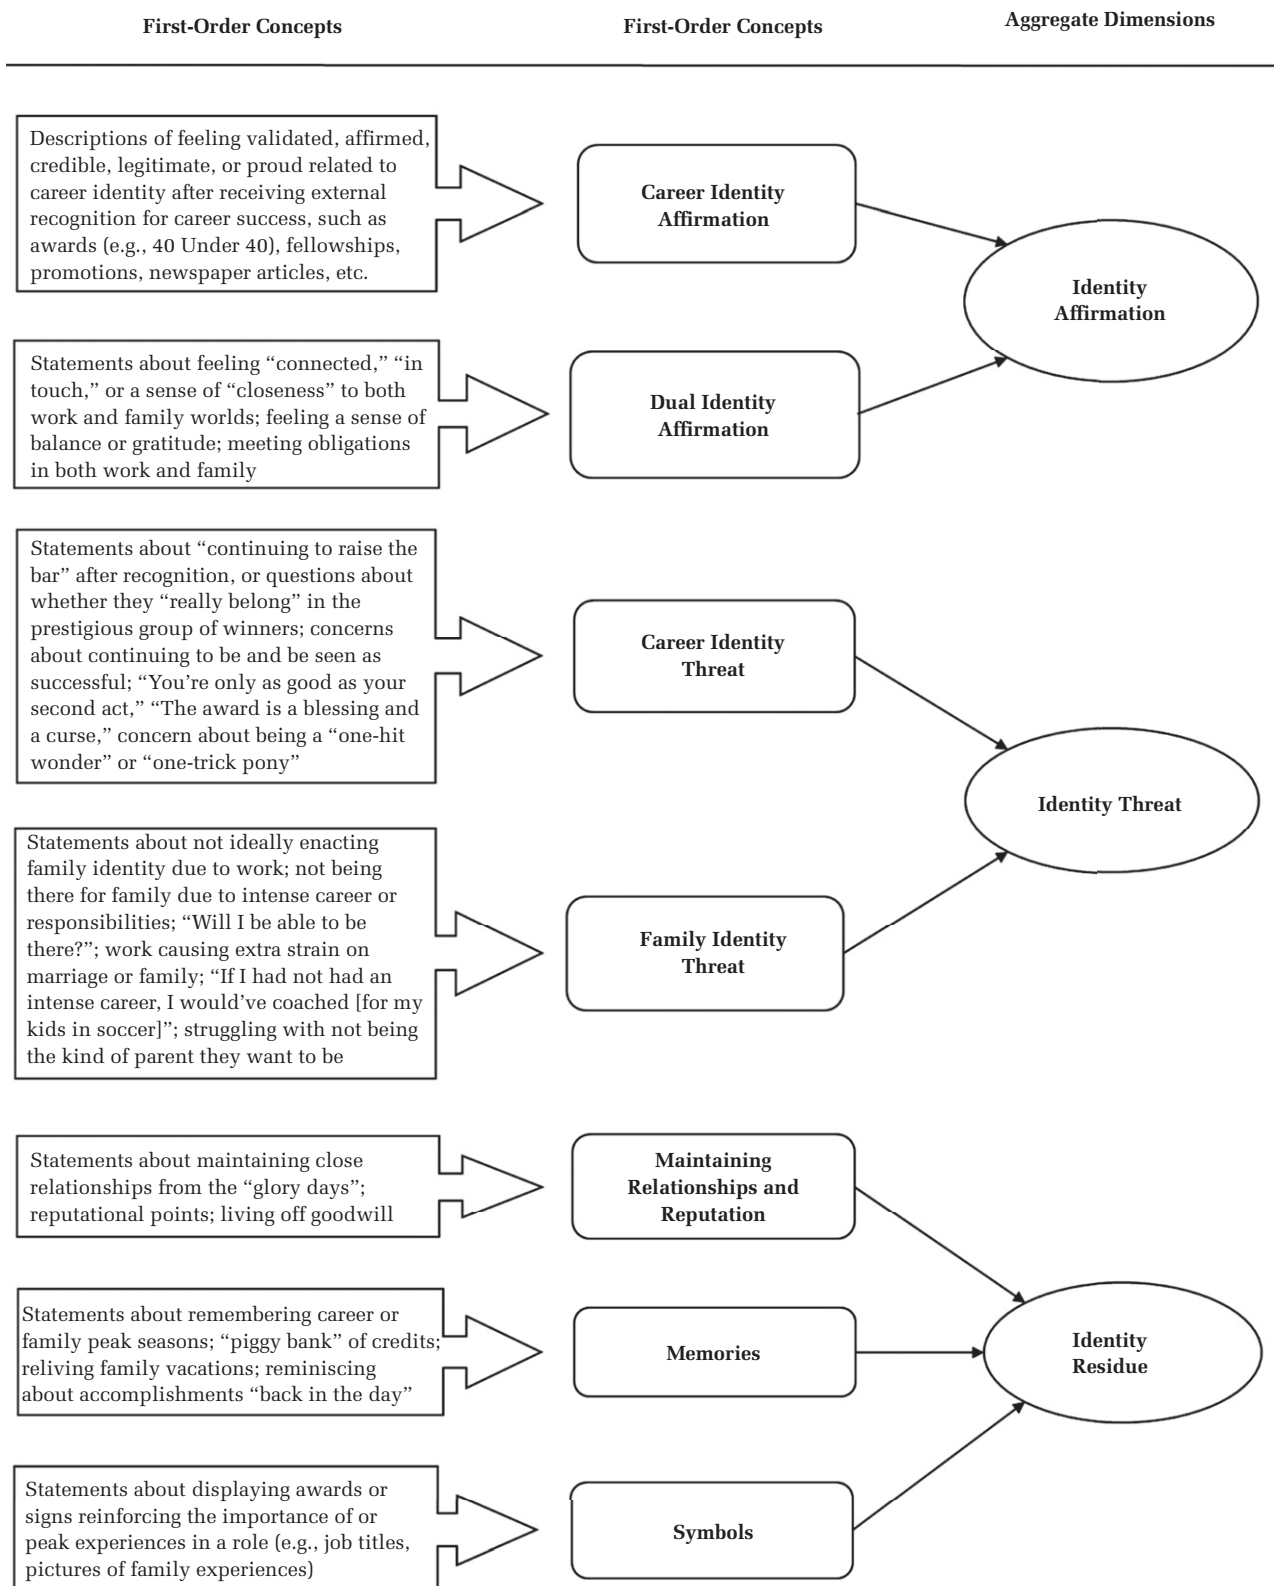 First-Order Concepts
First-Order Concepts
Aggregate Dimensions
Descriptions of feeling validated, affirmed,
credible, legitimate, or proud related to
career identity after receiving external
recognition for career success, such as
awards (e.g., 40 Under 40), fellowships,
promotions, newspaper articles, etc.
Career Identity
Affirmation
Identity
Affirmation
Statements about feeling “connected,” “in
touch,” or a sense of “closeness” to both
work and family worlds; feeling a sense of
balance or gratitude; meeting obligations
in both work and family
Dual Identity
Affirmation
Statements about “continuing to raise the
bar” after recognition, or questions about
whether they “really belong” in the
prestigious group of winners; concerns
about continuing to be and be seen as
successful; “You’re only as good as your
second act,” “The award is a blessing and
a curse,” concern about being a “one-hit
wonder” or “one-trick pony”
Career Identity
Threat
Identity Threat
Statements about not ideally enacting
family identity due to work; not being
there for family due to intense career or
responsibilities; “Will I be able to be
there?”; work causing extra strain on
marriage or family; “If I had not had an
intense career, I would’ve coached [for my
kids in soccer]”; struggling with not being
the kind of parent they want to be
Family Identity
Threat
Statements about maintaining close
relationships from the “glory days”;
reputational points; living off goodwill
Maintaining
Relationships and
Reputation
Statements about remembering career or
family peak seasons; “piggy bank” of credits;
reliving family vacations; reminiscing
about accomplishments “back in the day”
Memories
Identity
Residue
Statements about displaying awards or
signs reinforcing the importance of or
peak experiences in a role (e.g., job titles,
pictures of family experiences)
Symbols